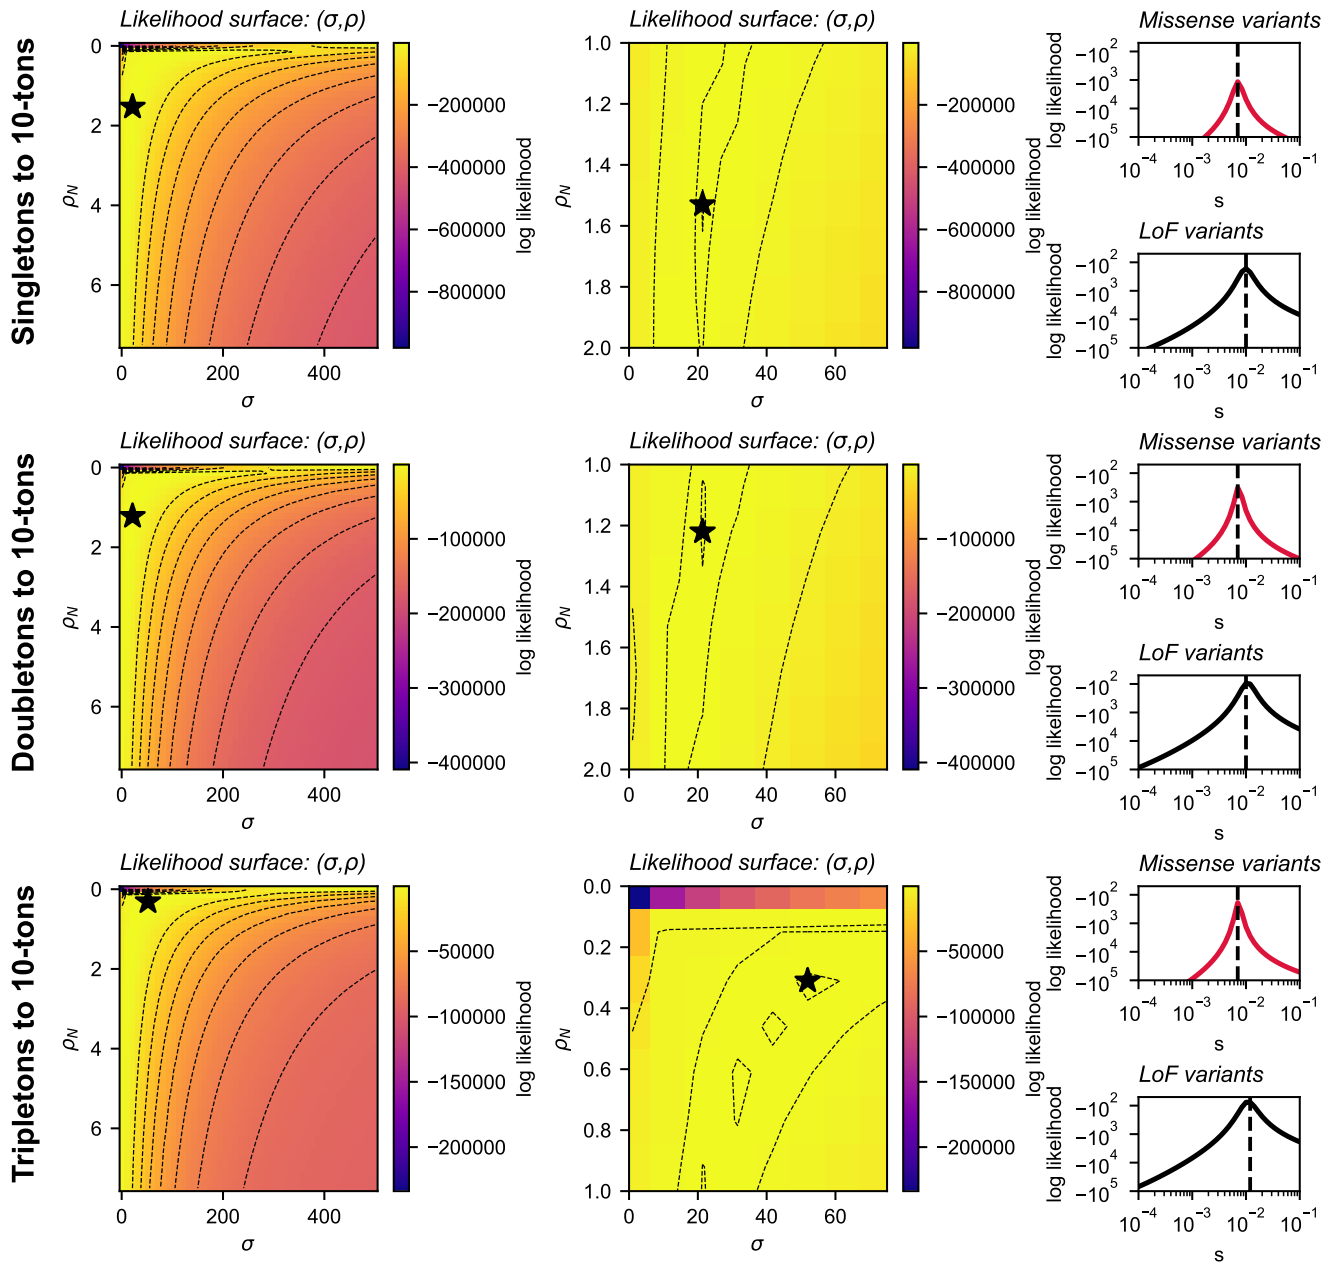 Singletons to 10-tons
Likelihood surface: (σ,ρ)
0
2
4
6
ρN
0
200
400
σ
−200000
−400000
−600000
−800000
log likelihood
Likelihood surface: (σ,ρ)
1.0
1.2
1.4
1.6
1.8
2.0
ρN
0
20
40
60
σ
−200000
−400000
−600000
−800000
log likelihood
Missense variants
−10^2
−10^3
−10^4
−10^5
log likelihood
10^−4
10^−3
10^−2
10^−1
s
LoF variants
−10^2
−10^3
−10^4
−10^5
log likelihood
10^−4
10^−3
10^−2
10^−1
s
Doubletons to 10-tons
Likelihood surface: (σ,ρ)
0
2
4
6
ρN
0
200
400
σ
−100000
−200000
−300000
−400000
log likelihood
Likelihood surface: (σ,ρ)
1.0
1.2
1.4
1.6
1.8
2.0
ρN
0
20
40
60
σ
−100000
−200000
−300000
−400000
log likelihood
Missense variants
−10^2
−10^3
−10^4
−10^5
log likelihood
10^−4
10^−3
10^−2
10^−1
s
LoF variants
−10^2
−10^3
−10^4
−10^5
log likelihood
10^−4
10^−3
10^−2
10^−1
s
Tripletons to 10-tons
Likelihood surface: (σ,ρ)
0
2
4
6
ρN
0
200
400
σ
−50000
−100000
−150000
−200000
log likelihood
Likelihood surface: (σ,ρ)
0.0
0.2
0.4
0.6
0.8
1.0
ρN
0
20
40
60
σ
−50000
−100000
−150000
−200000
log likelihood
Missense variants
−10^2
−10^3
−10^4
−10^5
log likelihood
10^−4
10^−3
10^−2
10^−1
s
LoF variants
−10^2
−10^3
−10^4
−10^5
log likelihood
10^−4
10^−3
10^−2
10^−1
s